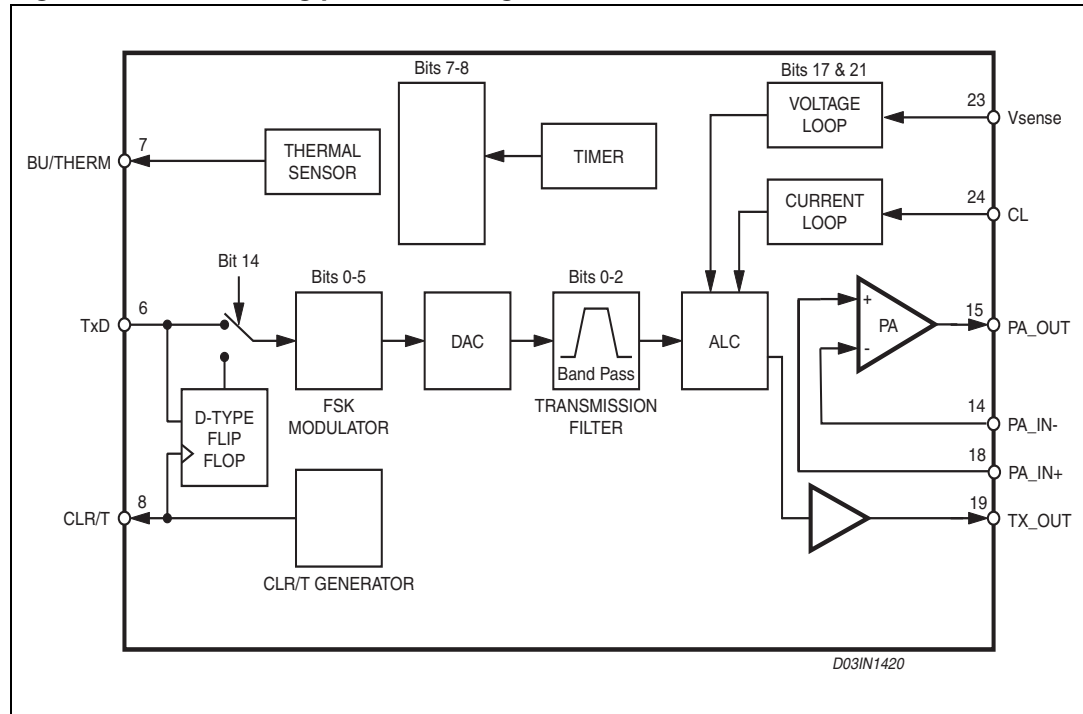 Bits 7-8
Bits 17 & 21
VOLTAGE
LOOP
23
Vsense
7
BU/THERM
THERMAL
SENSOR
TIMER
CURRENT
LOOP
24
CL
Bit 14
Bits 0-5
Bits 0-2
6
TxD
DAC
Band Pass
ALC
+
PA
-
15
PA_OUT
FSK
MODULATOR
TRANSMISSION
FILTER
D-TYPE
FLIP
FLOP
14
PA_IN-
18
PA_IN+
8
CLR/T
19
TX_OUT
CLR/T GENERATOR
D03IN1420